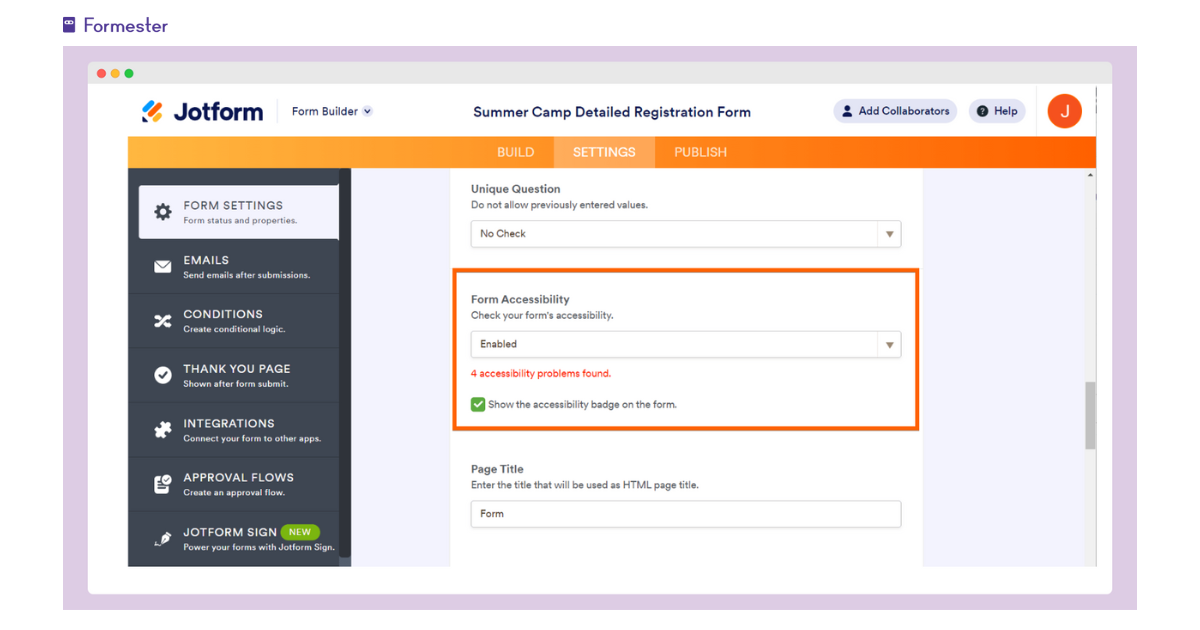 Formester
Jotform
Form Builder
Summer Camp Detailed Registration Form
Add Collaborators
Help
J
BUILD
SETTINGS
PUBLISH
FORM SETTINGS
Form status and properties.
EMAILS
Send emails after submissions.
CONDITIONS
Create conditional logic.
THANK YOU PAGE
Shown after form submit.
INTEGRATIONS
Connect your form to other apps.
APPROVAL FLOWS
Create an approval flow.
JOTFORM SIGN NEW
Power your forms with Jotform Sign.
Unique Question
Do not allow previously entered values.
No Check
Form Accessibility
Check your form's accessibility.
Enabled
4 accessibility problems found.
Show the accessibility badge on the form.
Page Title
Enter the title that will be used as HTML page title.
Form